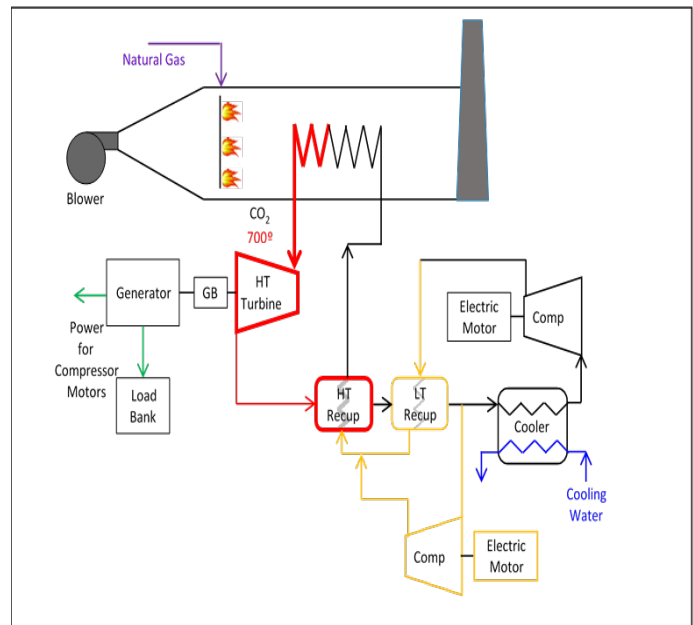 Natural Gas
Blower
CO₂
700º
HT
Turbine
GB
Generator
Power
for
Compressor
Motors
Load
Bank
Electric
Motor
Comp
HT
Recup
LT
Recup
Cooler
Cooling
Water
Comp
Electric
Motor